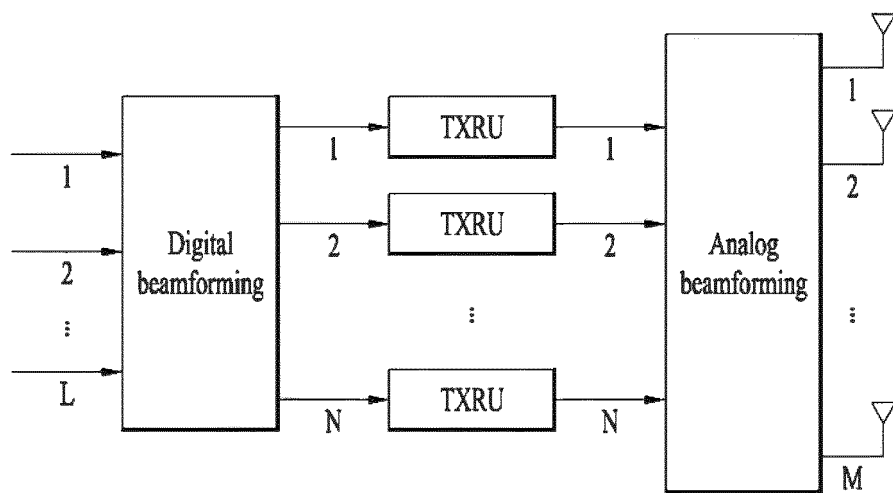 1
2
⋮
L
Digital
beamforming
1
2
N
TXRU
TXRU
⋮
TXRU
1
2
N
Analog
beamforming
1
2
⋮
M